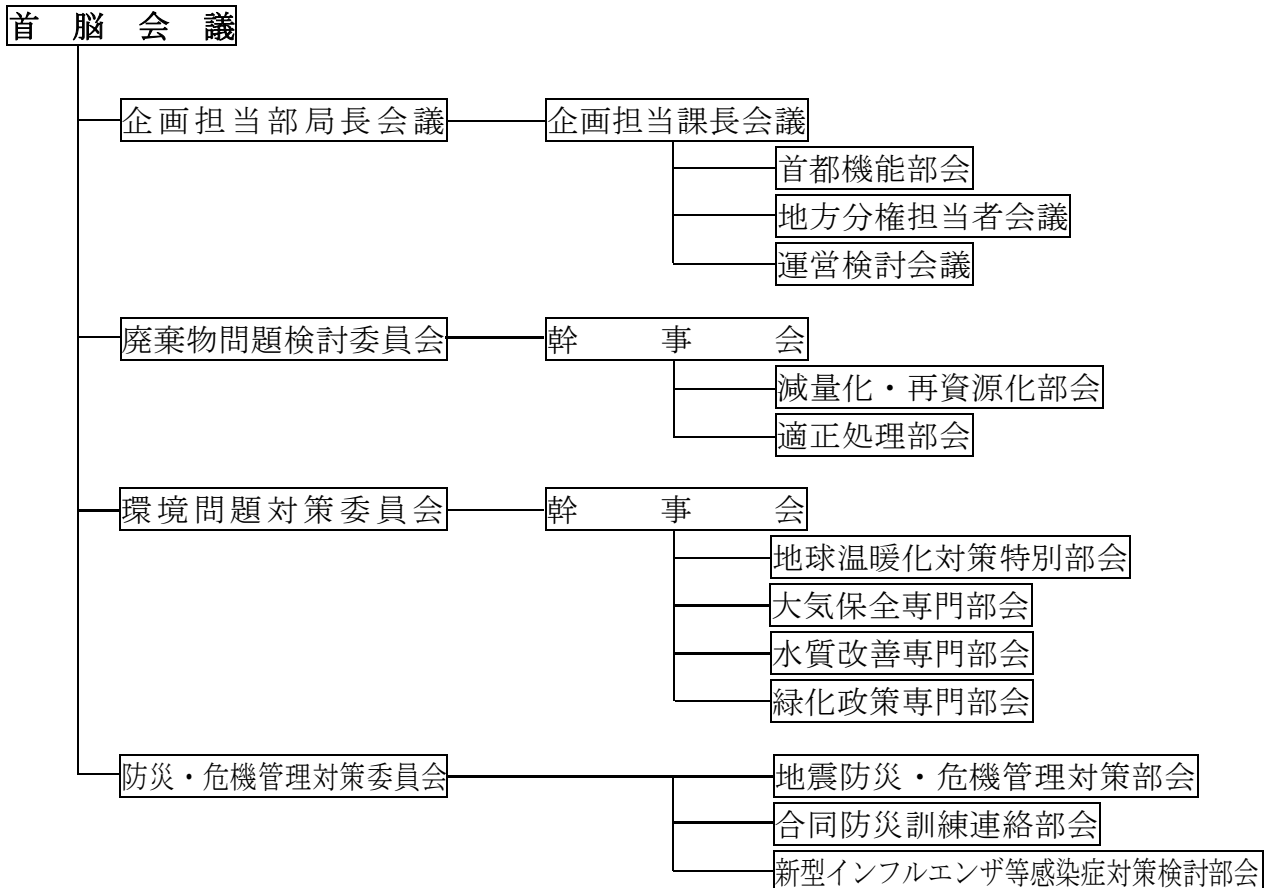 首脳会議
企画担当部局長会議 企画担当課長会議
首都機能部会
地方分権担当者会議
運営検討会議
廃棄物問題検討委員会 幹事会
減量化・再資源化部会
適正処理部会
環境問題対策委員会 幹事会
地球温暖化対策特別部会
大気保全専門部会
水質改善専門部会
緑化政策専門部会
防災・危機管理対策委員会 地震防災・危機管理対策部会
合同防災訓練連絡部会
新型インフルエンザ等感染症対策検討部会